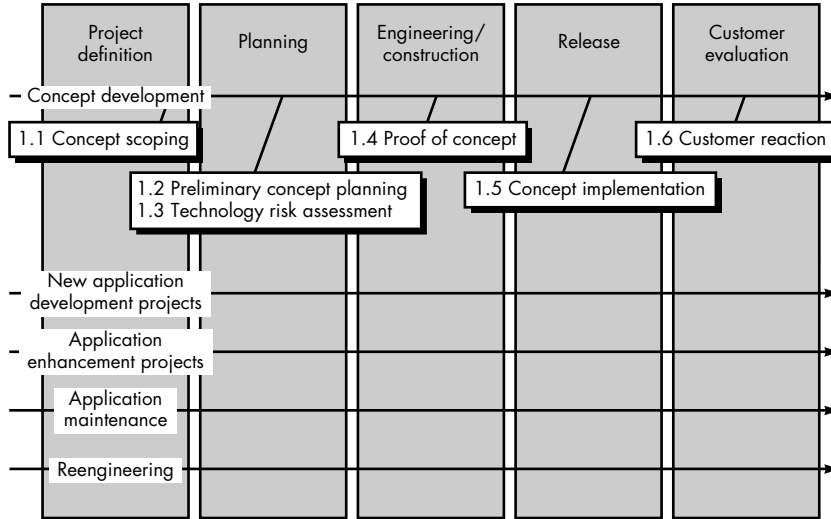 Project
definition
Planning
Engineering/
construction
Release
Customer
evaluation
Concept development
1.1 Concept scoping
1.4 Proof of concept
1.6 Customer reaction
1.2 Preliminary concept planning
1.3 Technology risk assessment
1.5 Concept implementation
New application
development projects
Application
enhancement projects
Application
maintenance
Reengineering